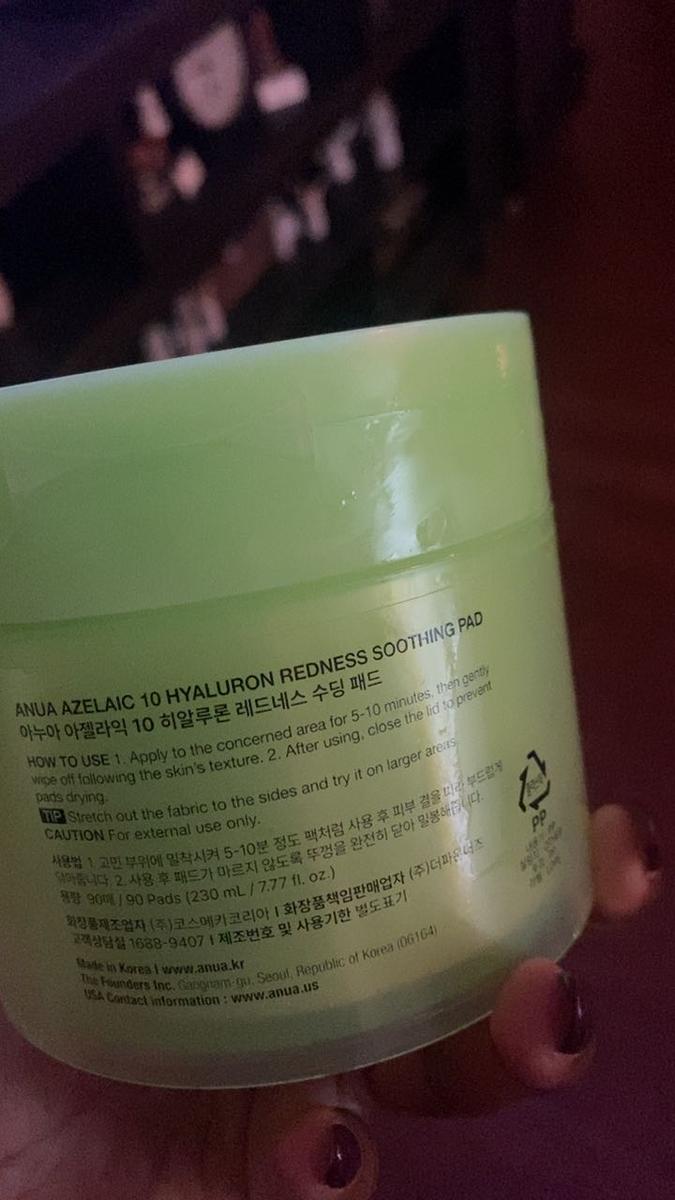 ANUA AZELAIC 10 HYALURON REDNESS SOOTHING PAD
아누아 아젤라익 10 히알루론 레드네스 수딩 패드
HOW TO USE 1. Apply to the concerned area for 5-10 minutes, then gently
wipe off following the skin's texture. 2. After using, close the lid to prevent
pads drying.
TIP Stretch out the fabric to the sides and try it on larger areas.
CAUTION For external use only.
사용법 1. 고민 부위에 밀착시켜 5-10분 정도 팩처럼 사용 후 피부 결을 따라 부드럽게
닦아줍니다. 2. 사용 후 패드가 마르지 않도록 뚜껑을 완전히 닫아 밀봉해줍니다.
용량 90매 / 90 Pads (230 mL / 7.77 fl. oz.)
화장품제조업자 (주)코스메카코리아 I 화장품책임판매업자 (주)더파운더즈
고객상담실 1688-9407 I 제조번호 및 사용기한 별도표기
Made in Korea I www.anua.kr
The Founders Inc. Gangnam-gu, Seoul, Republic of Korea (06164)
USA Contact information : www.anua.us
플라스틱
PP